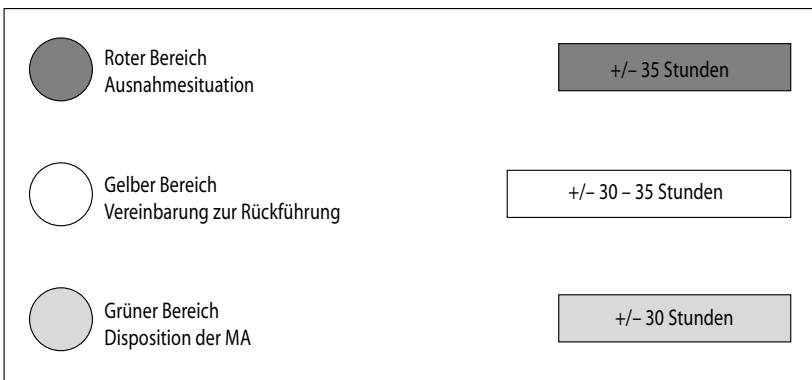 Roter Bereich
Ausnahmesituation
+/– 35 Stunden
Gelber Bereich
Vereinbarung zur Rückführung
+/– 30 – 35 Stunden
Grüner Bereich
Disposition der MA
+/– 30 Stunden